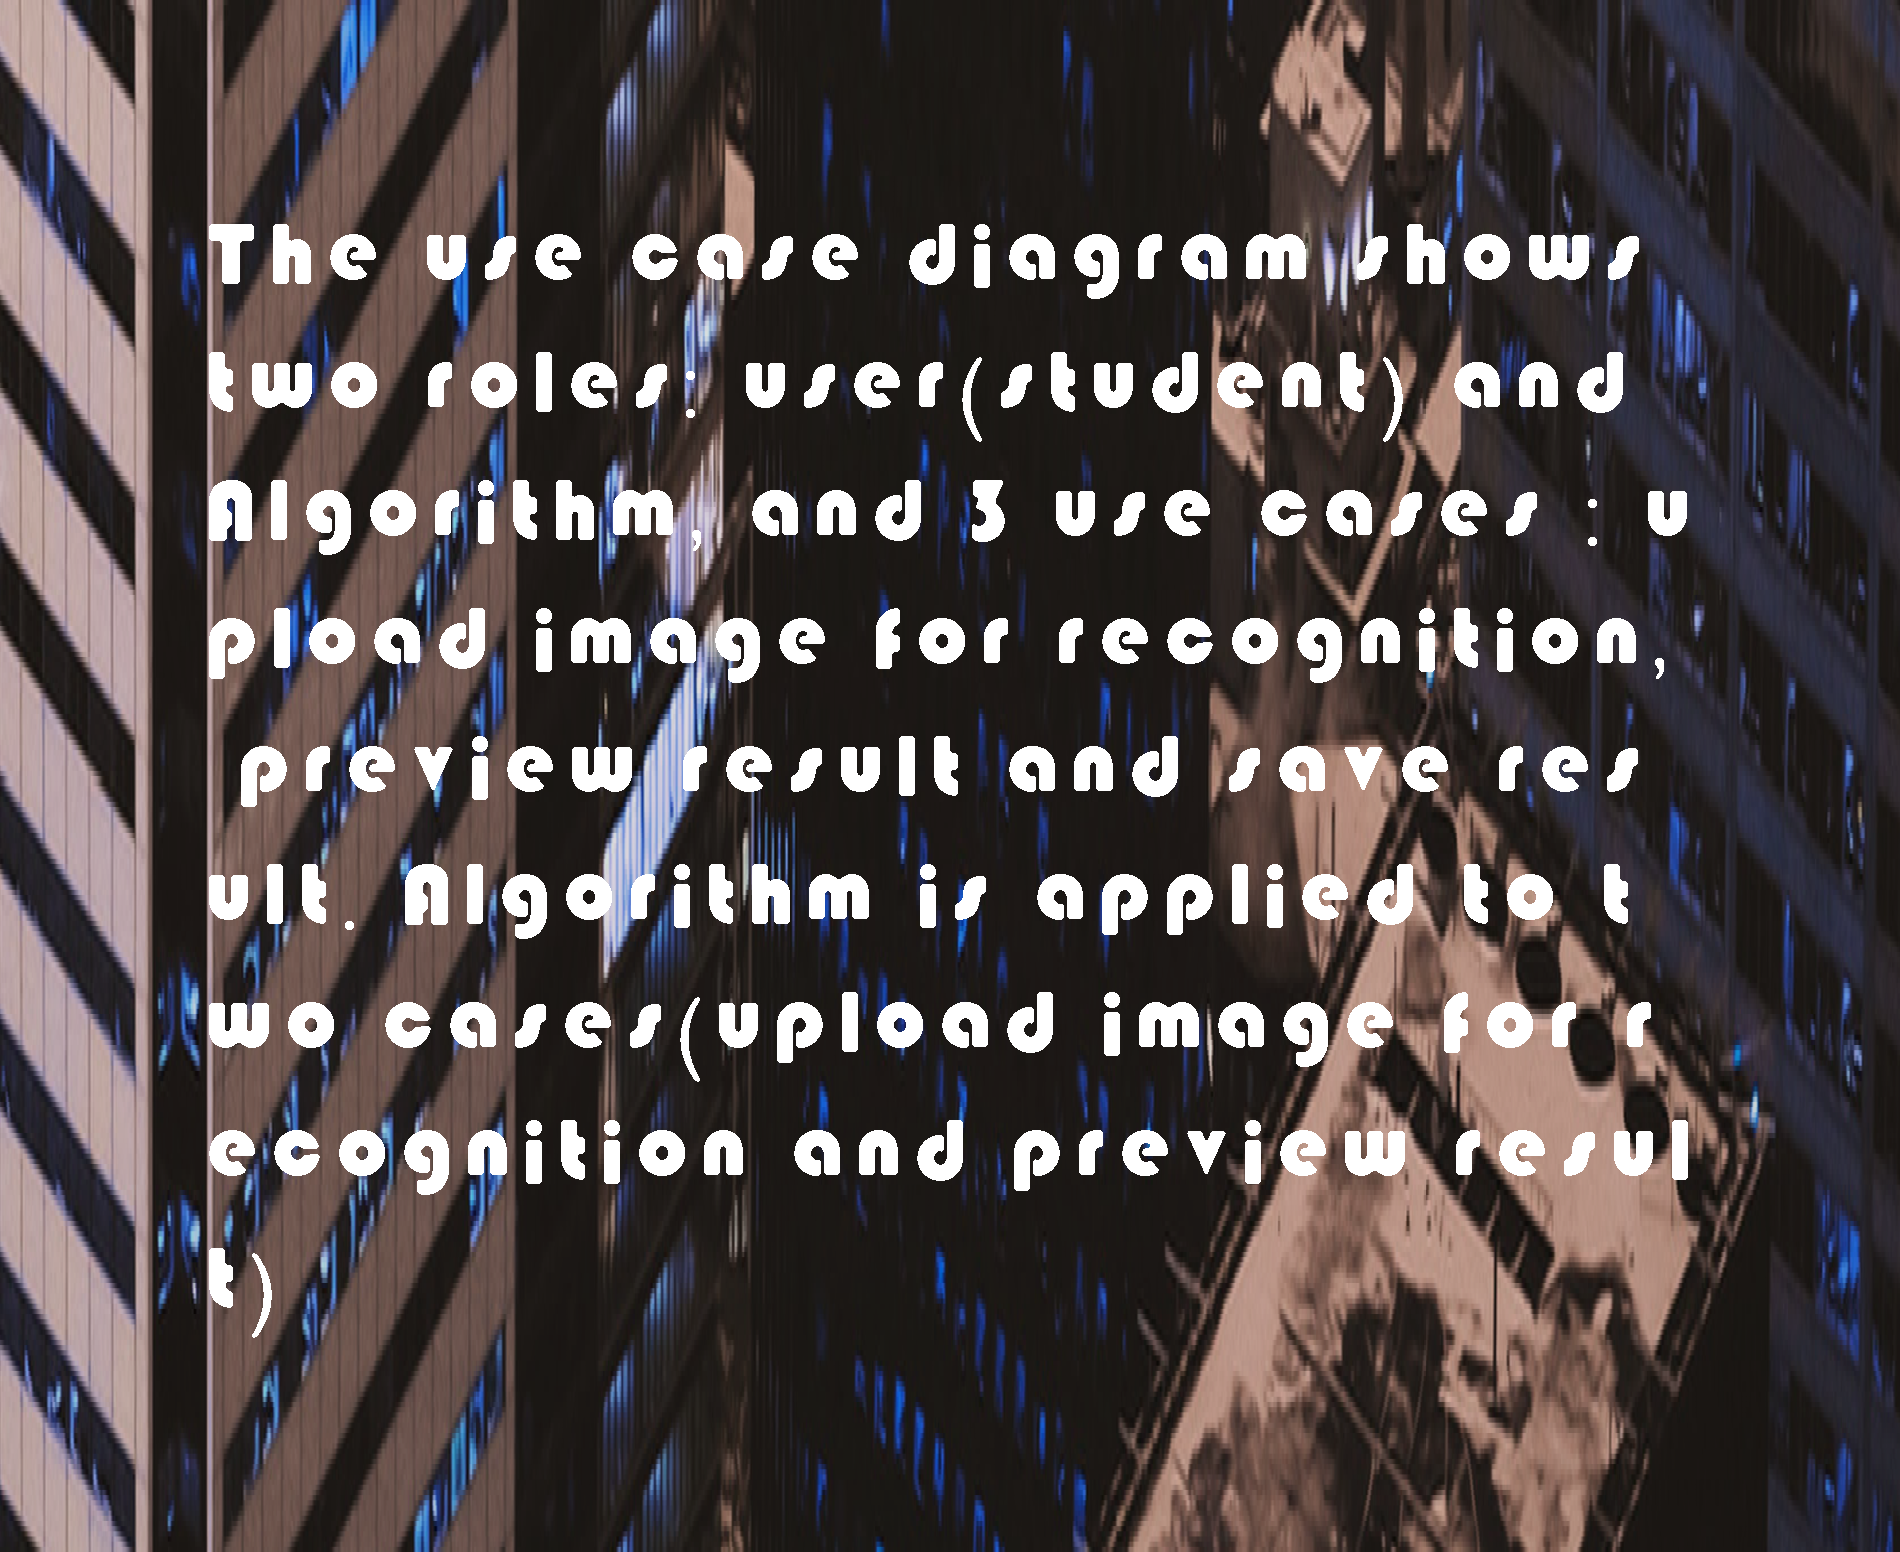 The use case diagram shows
two roles: user(student) and
Algorithm, and 3 use cases : u
pload image for recognition,
preview result and save res
ult. Algorithm is applied to t
wo cases(upload image for r
ecognition and preview resul
t)